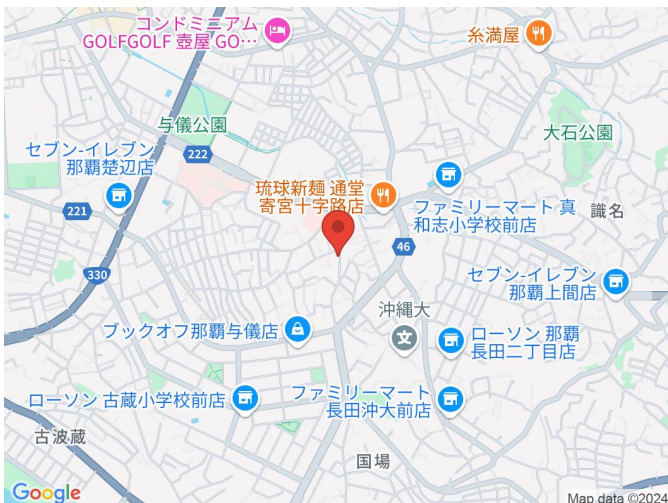 コンドミニアム
GOLFGOLF 壺屋 GO…
糸満屋
与儀公園
大石公園
セブン-イレブン
那覇楚辺店
222
琉球新麺 通堂
寄宮十字路店
221
ファミリーマート 真
和志小学校前店
識名
330
46
セブン-イレブン
那覇上間店
沖縄大
文
ブックオフ那覇与儀店
ローソン 那覇
長田二丁目店
ローソン 古蔵小学校前店
ファミリーマート
長田沖大前店
古波蔵
国場
Google
Map data ©2024